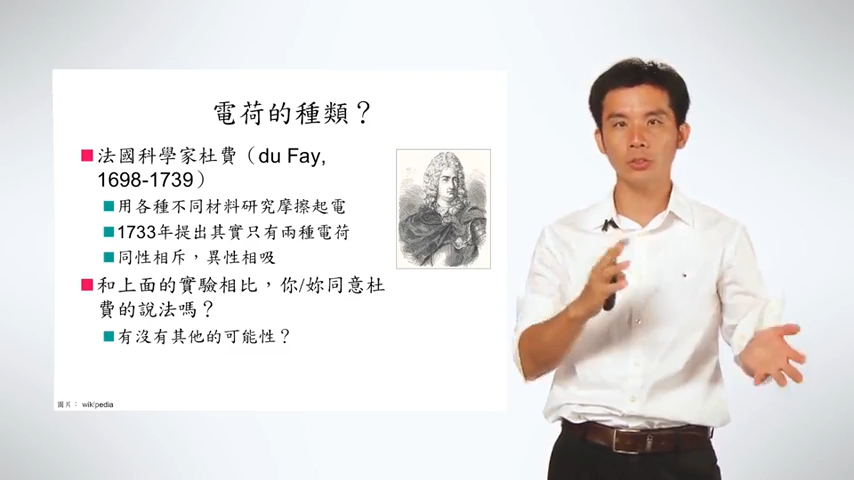 電荷的種類？
法國科學家杜費（du Fay,
1698-1739）
用各種不同材料研究摩擦起電
1733年提出其實只有兩種電荷
同性相斥，異性相吸
和上面的實驗相比，你/妳同意杜
費的說法嗎？
有沒有其他的可能性？
圖片： wikipedia